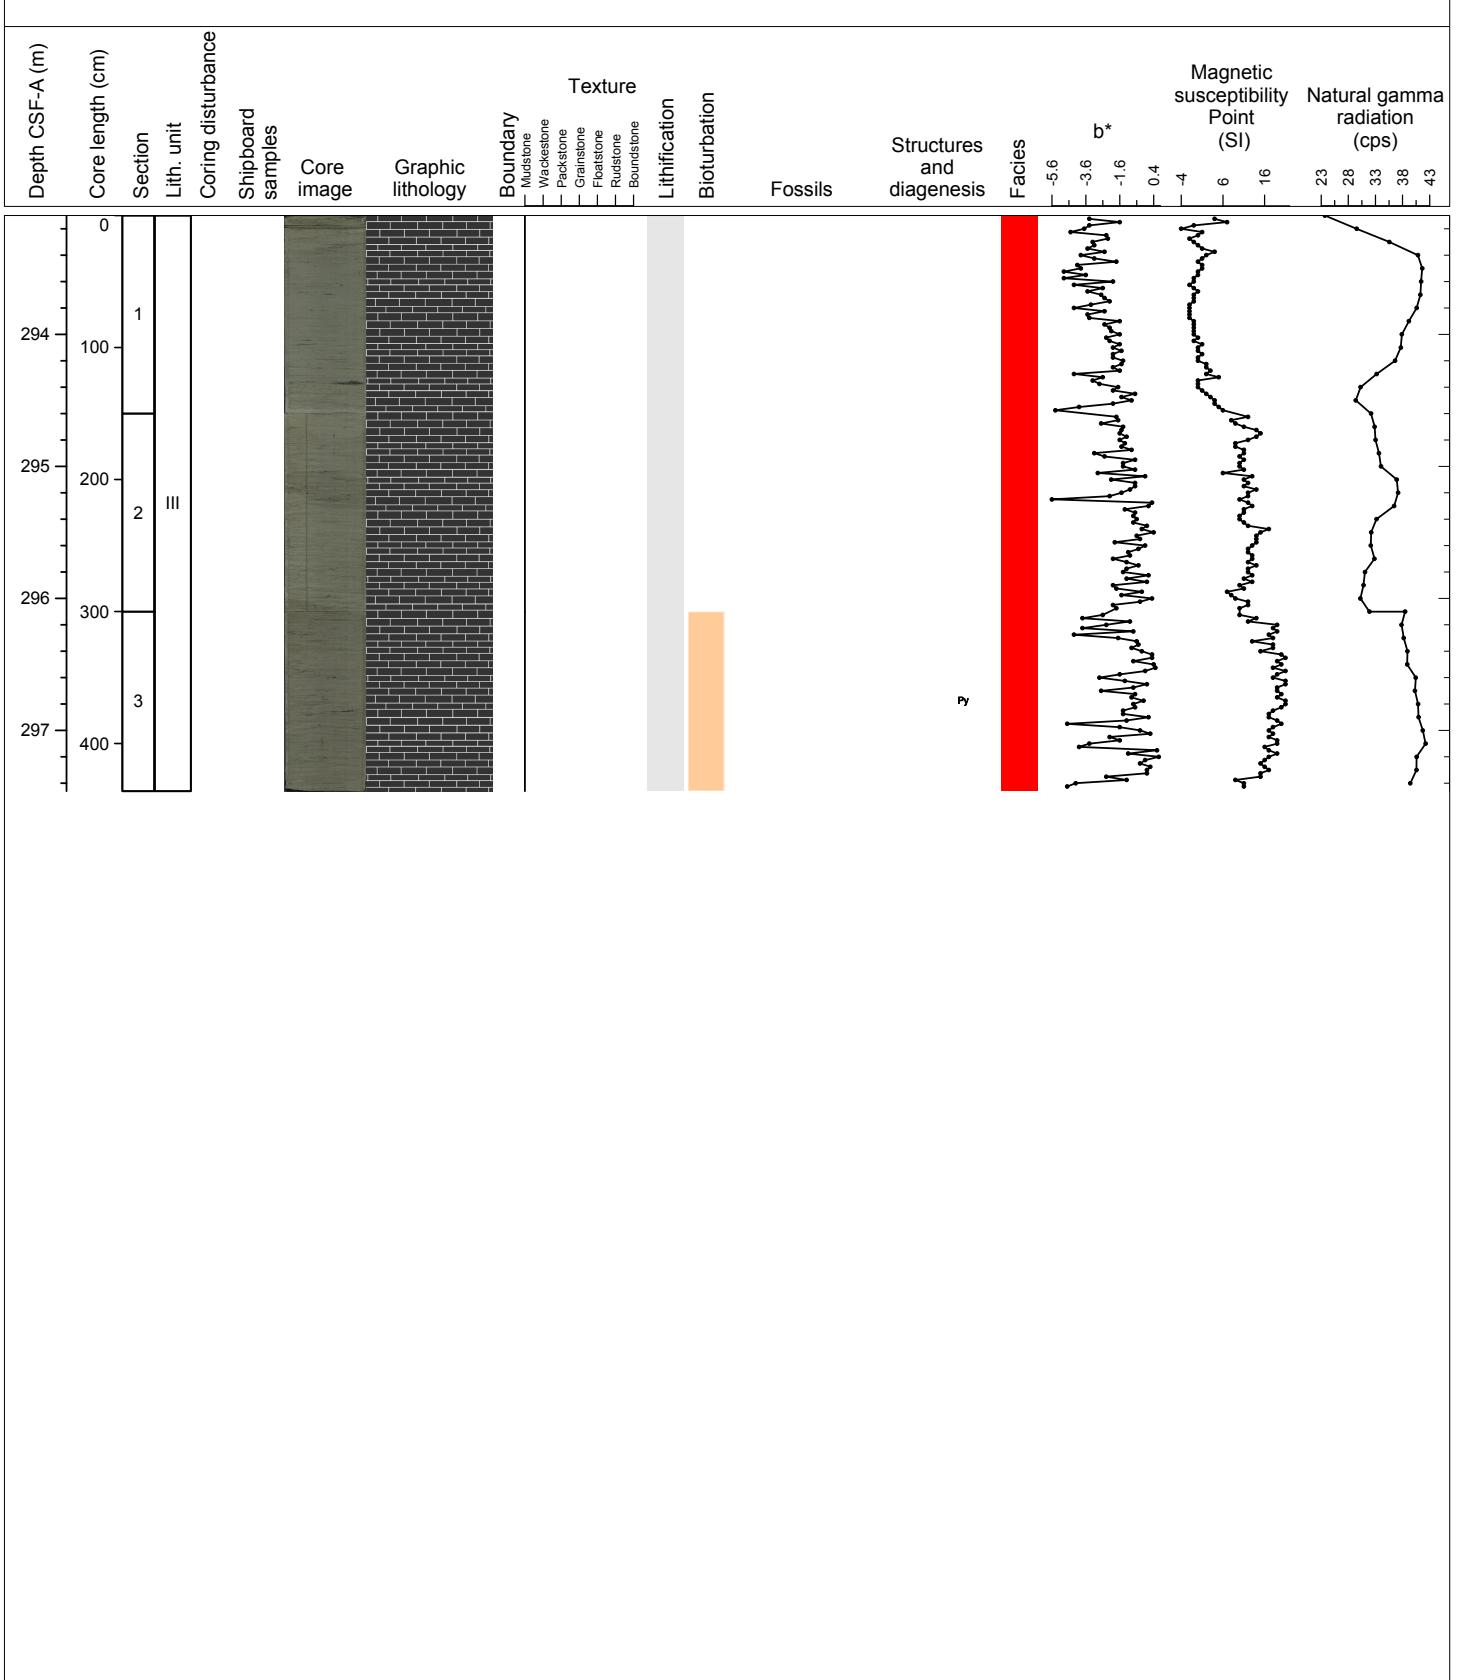 Depth CSF-A (m)
Core length (cm)
Section
Lith. unit
Coring disturbance
Shipboard
samples
Core
image
Graphic
lithology
Boundary
Texture
Mudstone
Wackestone
Packstone
Grainstone
Floatstone
Rudstone
Boundstone
Lithification
Bioturbation
Fossils
Structures
and
diagenesis
Facies
b*
-5.6
-3.6
-1.6
0.4
Magnetic
susceptibility
Point
(SI)
-4
6
16
Natural gamma
radiation
(cps)
23
28
33
38
43
0
1
294
100
295
200
2
III
296
300
3
Py
297
400